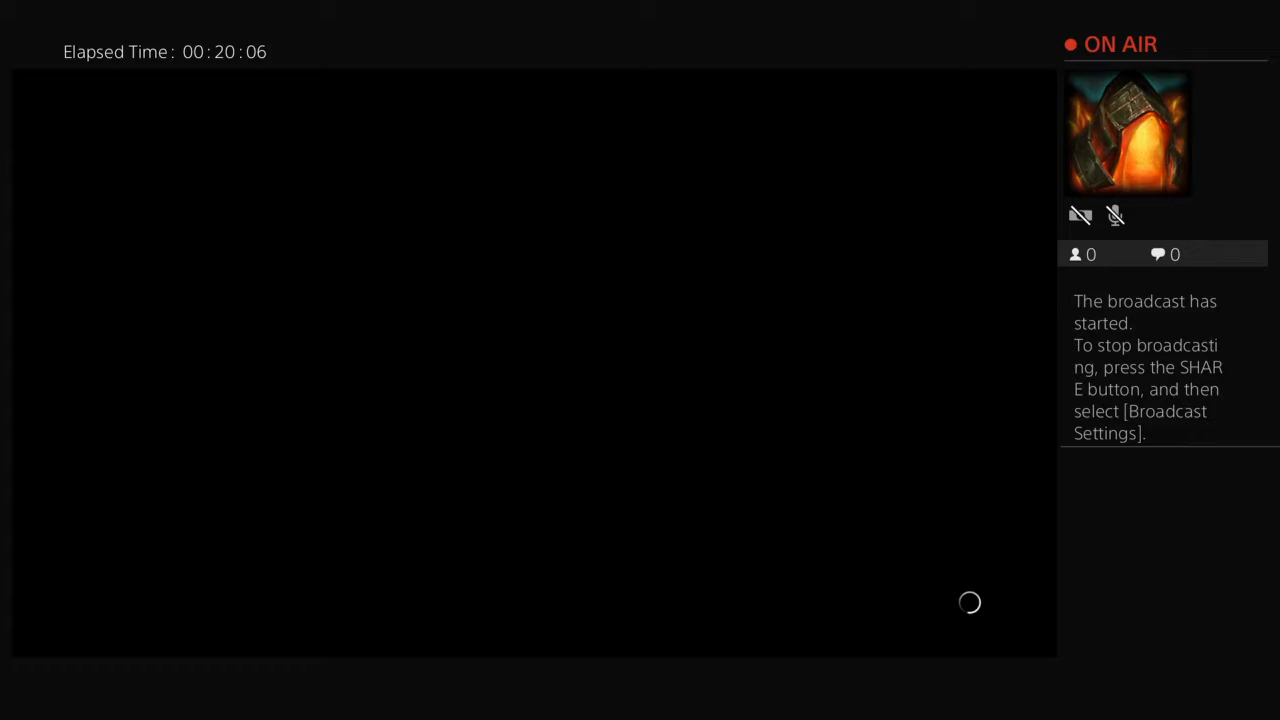 Elapsed Time: 00:20:06
ON AIR
0 0
The broadcast has
started.
To stop broadcasti
ng, press the SHAR
E button, and then
select [Broadcast
Settings].